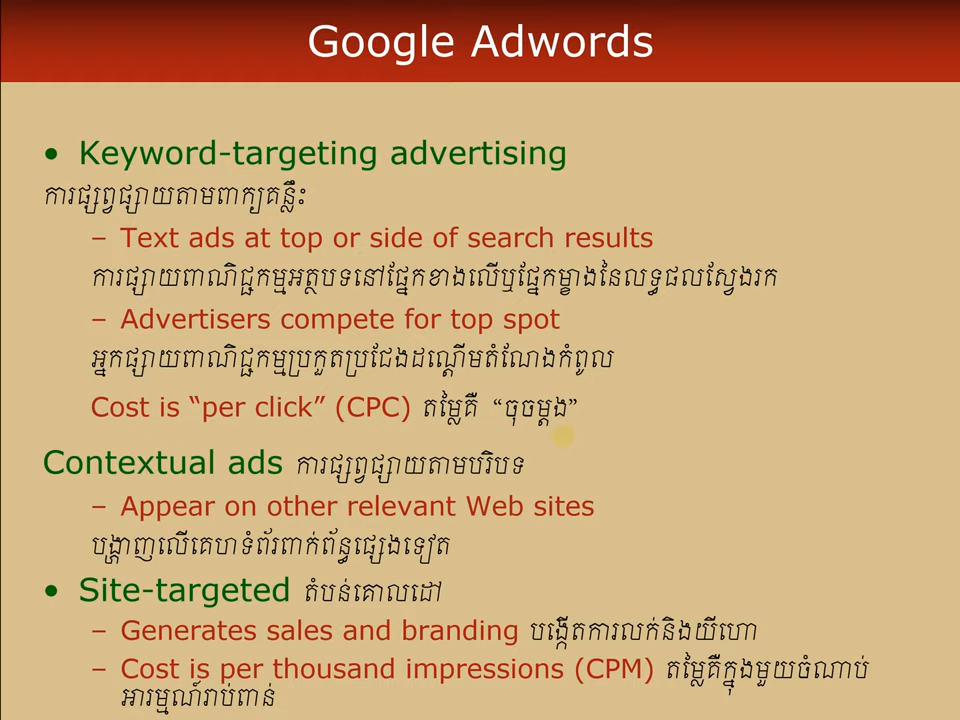 Google Adwords
• Keyword-targeting advertising
ការផ្សព្វផ្សាយតាមពាក្យគន្លឹះ
– Text ads at top or side of search results
ការផ្សាយពាណិជ្ជកម្មអត្ថបទនៅផ្នែកខាងលើឬផ្នែកម្ខាងនៃលទ្ធផលស្វែងរក
– Advertisers compete for top spot
អ្នកផ្សាយពាណិជ្ជកម្មប្រកួតប្រជែងដណ្តើមតំណែងកំពូល
Cost is “per click” (CPC) តម្លៃគឺ “ចុចម្តង”
Contextual ads ការផ្សព្វផ្សាយតាមបរិបទ
– Appear on other relevant Web sites
បង្ហាញលើគេហទំព័រពាក់ព័ន្ធផ្សេងទៀត
• Site-targeted តំបន់គោលដៅ
– Generates sales and branding បង្កើតការលក់និងយីហោ
– Cost is per thousand impressions (CPM) តម្លៃគឺក្នុងមួយចំណាប់
អារម្មណ៍រាប់ពាន់